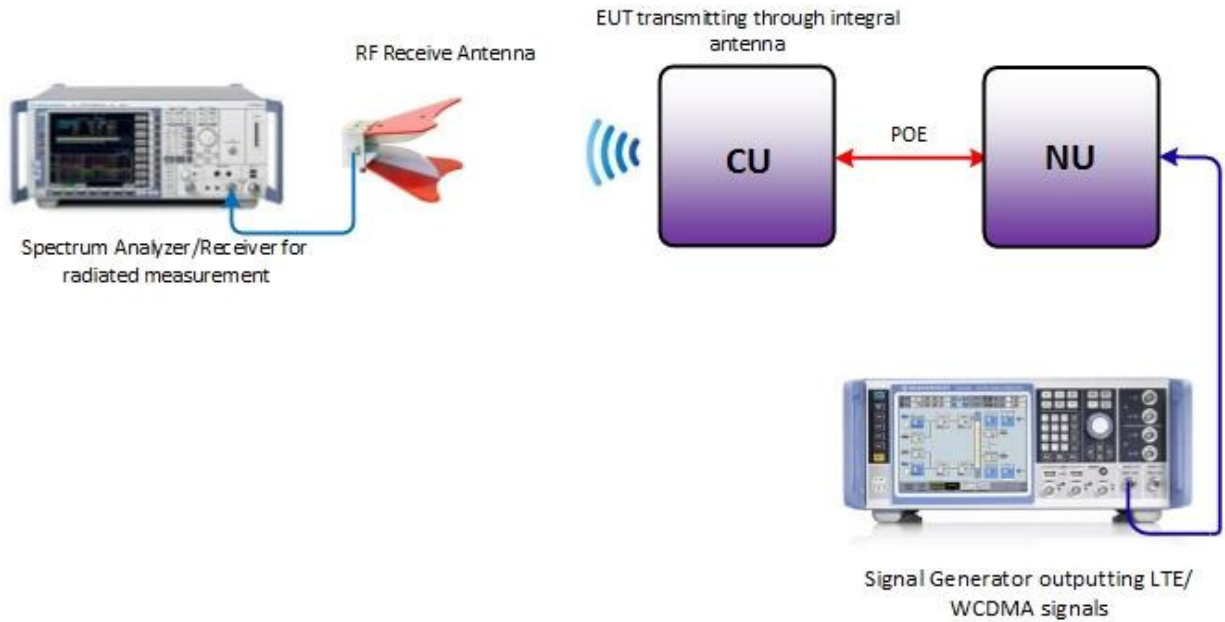 EUT transmitting through integral
antenna
RF Receive Antenna
CU
POE
NU
Spectrum Analyzer/Receiver for
radiated measurement
Signal Generator outputting LTE/
WCDMA signals